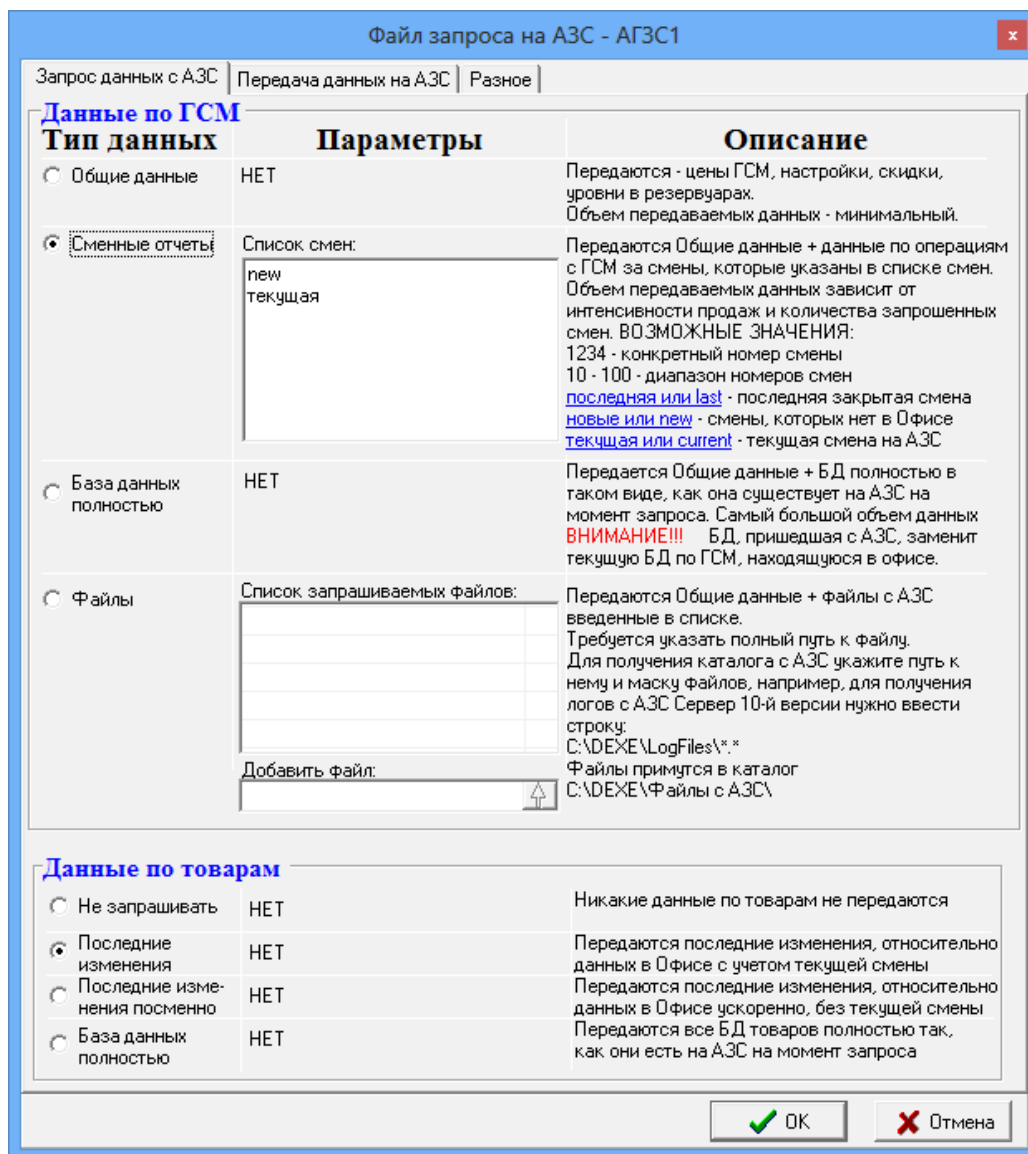 Файл запроса на АЗС - АГЗС1
x
Запрос данных с АЗС
Передача данных на АЗС
Разное
Данные по ГСМ
Тип данных
Параметры
Описание
Общие данные
НЕТ
Передаются - цены ГСМ, настройки, скидки,
уровни в резервуарах.
Объем передаваемых данных - минимальный.
Сменные отчеты
Список смен:
new
текущая
Передаются Общие данные + данные по операциям
с ГСМ за смены, которые указаны в списке смен.
Объем передаваемых данных зависит от
интенсивности продаж и количества запрошенных
смен. ВОЗМОЖНЫЕ ЗНАЧЕНИЯ:
1234 - конкретный номер смены
10 - 100 - диапазон номеров смен
последняя или last - последняя закрытая смена
новые или new - смены, которых нет в Офисе
текущая или current - текущая смена на АЗС
База данных
полностью
НЕТ
Передается Общие данные + БД полностью в
таком виде, как она существует на АЗС на
момент запроса. Самый большой объем данных
ВНИМАНИЕ!!! БД, пришедшая с АЗС, заменит
текущую БД по ГСМ, находящуюся в офисе.
Файлы
Список запрашиваемых файлов:
Добавить файл:
Передаются Общие данные + файлы с АЗС
введенные в списке.
Требуется указать полный путь к файлу.
Для получения каталога с АЗС укажите путь к
нему и маску файлов, например, для получения
логов с АЗС Сервер 10-й версии нужно ввести
строку:
C:\DEXE\LogFiles\*.*
Файлы примутся в каталог
C:\DEXE\Файлы с АЗС\
Данные по товарам
Не запрашивать
НЕТ
Никакие данные по товарам не передаются
Последние
изменения
НЕТ
Передаются последние изменения, относительно
данных в Офисе с учетом текущей смены
Последние изме-
нения посменно
НЕТ
Передаются последние изменения, относительно
данных в Офисе ускоренно, без текущей смены
База данных
полностью
НЕТ
Передаются все БД товаров полностью так,
как они есть на АЗС на момент запроса
OK
Отмена